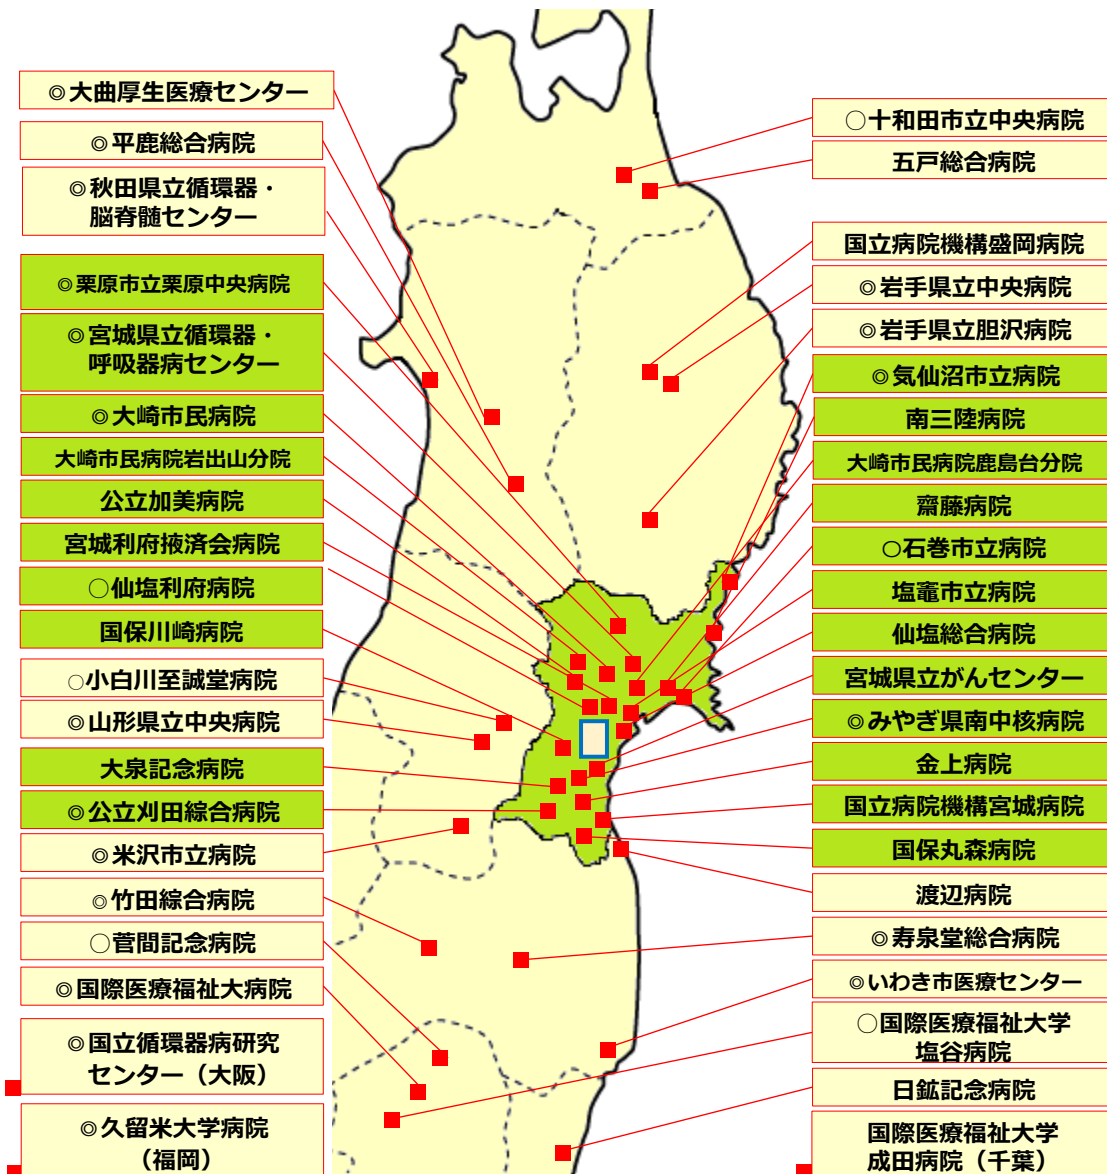 ◎大曲厚生医療センター
◎平鹿総合病院
◎秋田県立循環器・
脳脊髄センター
◎栗原市立栗原中央病院
◎宮城県立循環器・
呼吸器病センター
◎大崎市民病院
大崎市民病院岩出山分院
公立加美病院
宮城利府掖済会病院
○仙塩利府病院
国保川崎病院
○小白川至誠堂病院
◎山形県立中央病院
大泉記念病院
◎公立刈田綜合病院
◎米沢市立病院
◎竹田綜合病院
○菅間記念病院
◎国際医療福祉大病院
◎国立循環器病研究
センター（大阪）
◎久留米大学病院
（福岡）
○十和田市立中央病院
五戸総合病院
国立病院機構盛岡病院
◎岩手県立中央病院
◎岩手県立胆沢病院
◎気仙沼市立病院
南三陸病院
大崎市民病院鹿島台分院
齋藤病院
○石巻市立病院
塩竈市立病院
仙塩総合病院
宮城県立がんセンター
◎みやぎ県南中核病院
金上病院
国立病院機構宮城病院
国保丸森病院
渡辺病院
◎寿泉堂総合病院
◎いわき市医療センター
○国際医療福祉大学
塩谷病院
日鉱記念病院
国際医療福祉大学
成田病院（千葉）